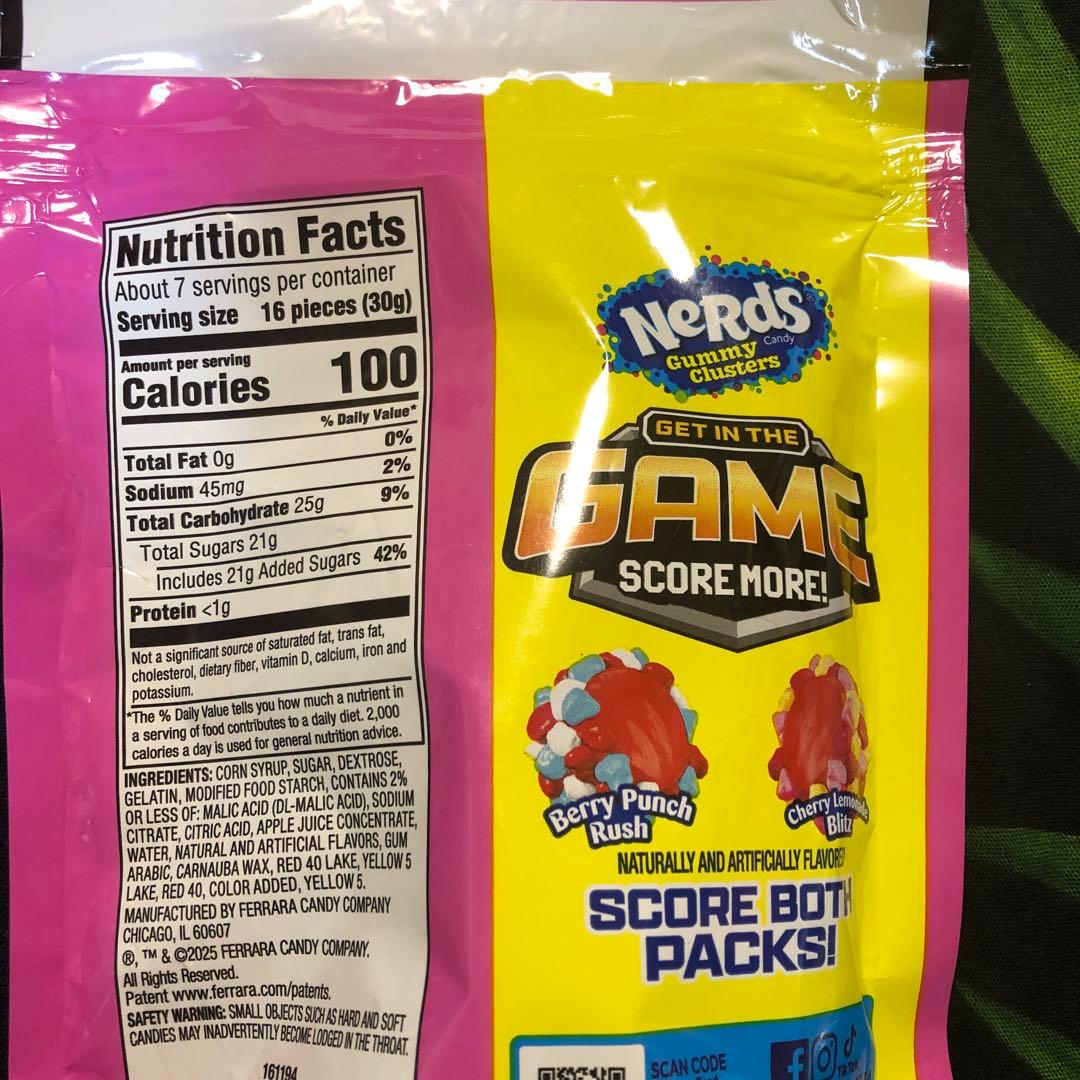 Nutrition Facts
About 7 servings per container
Serving size 16 pieces (30g)
Amount per serving
Calories 100
% Daily Value*
Total Fat 0g 0%
Sodium 45mg 2%
Total Carbohydrate 25g 9%
Total Sugars 21g
Includes 21g Added Sugars 42%
Protein <1g
Not a significant source of saturated fat, trans fat,
cholesterol, dietary fiber, vitamin D, calcium, iron and
potassium.
*The % Daily Value tells you how much a nutrient in
a serving of food contributes to a daily diet. 2,000
calories a day is used for general nutrition advice.
INGREDIENTS: CORN SYRUP, SUGAR, DEXTROSE,
GELATIN, MODIFIED FOOD STARCH, CONTAINS 2%
OR LESS OF: MALIC ACID (DL-MALIC ACID), SODIUM
CITRATE, CITRIC ACID, APPLE JUICE CONCENTRATE,
WATER, NATURAL AND ARTIFICIAL FLAVORS, GUM
ARABIC, CARNAUBA WAX, RED 40 LAKE, YELLOW 5
LAKE, RED 40, COLOR ADDED, YELLOW 5.
MANUFACTURED BY FERRARA CANDY COMPANY
CHICAGO, IL 60607
®, ™ & ©2025 FERRARA CANDY COMPANY.
All Rights Reserved.
Patent www.ferrara.com/patents.
SAFETY WARNING: SMALL OBJECTS SUCH AS HARD AND SOFT
CANDIES MAY INADVERTENTLY BECOME LODGED IN THE THROAT.
161194
NeRdS®
Candy
Gummy
Clusters
GET IN THE
GAME
SCORE MORE!
Berry Punch
Rush
Cherry Lemonade
Blitz
NATURALLY AND ARTIFICIALLY FLAVORED
SCORE BOTH
PACKS!
SCAN CODE
TikTok